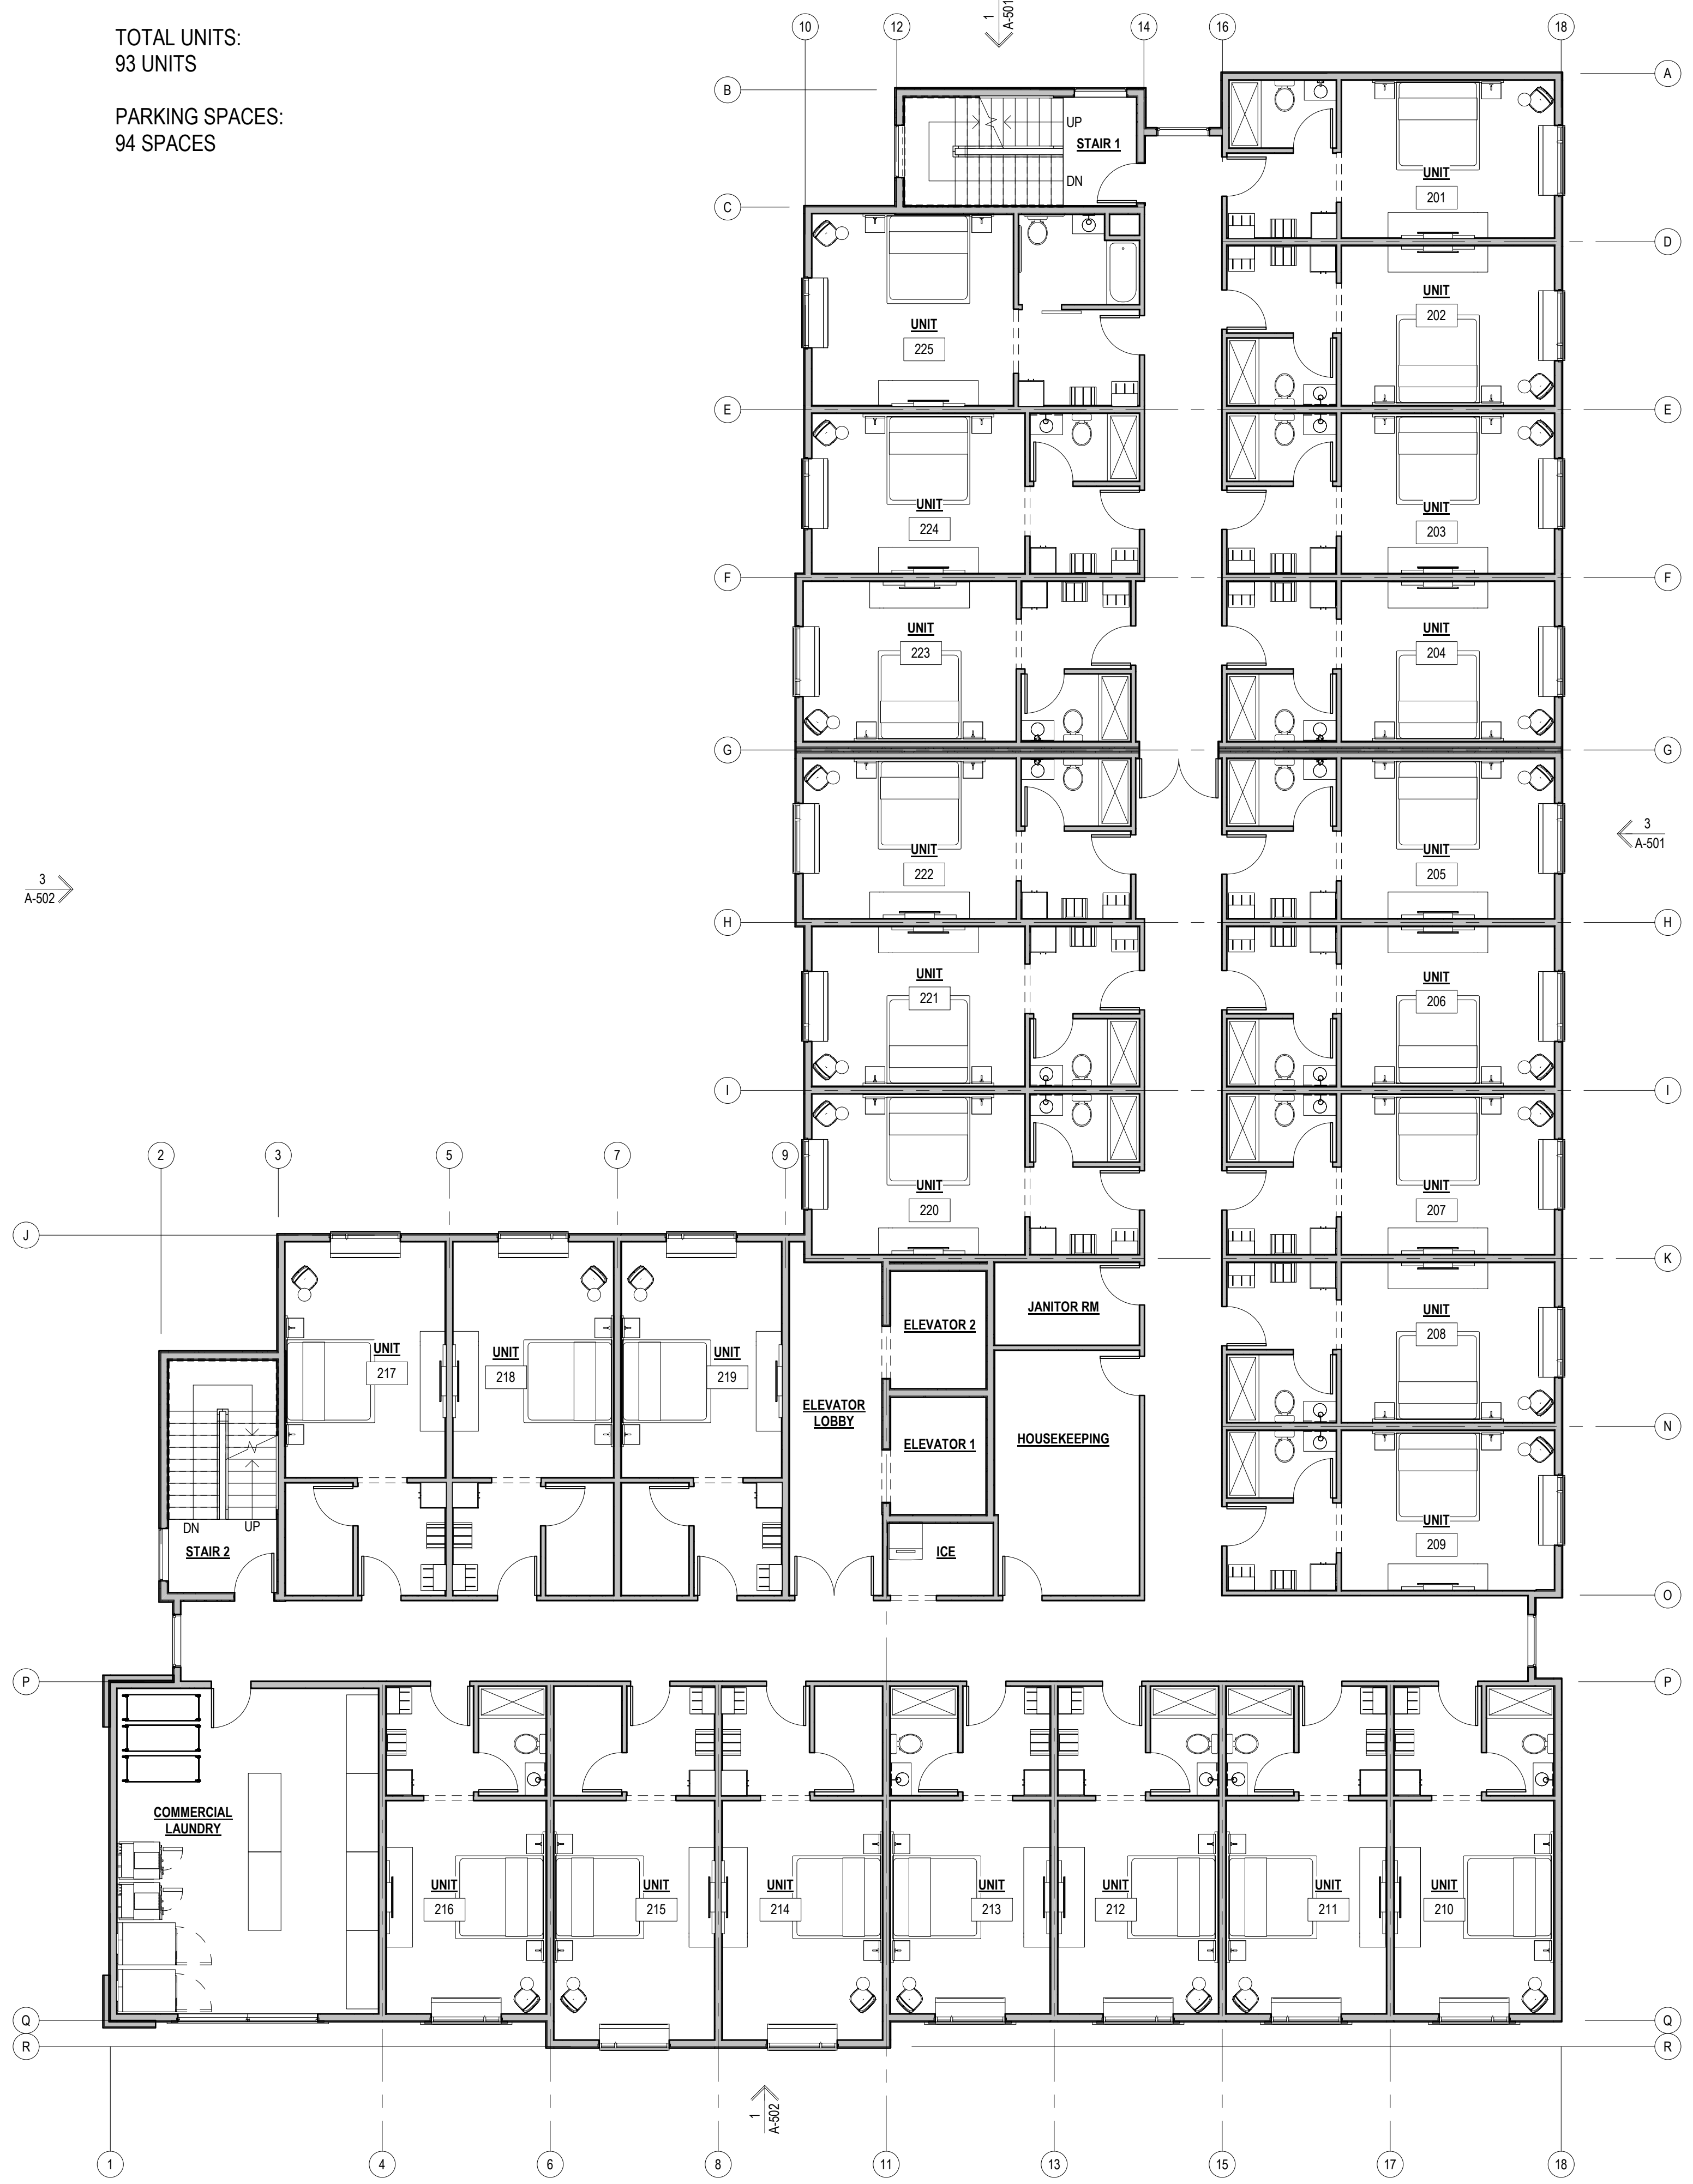 TOTAL UNITS:
93 UNITS
PARKING SPACES:
94 SPACES
1
A-501
10
12
14
16
18
A
B
UP
STAIR 1
DN
UNIT
201
C
D
UNIT
202
UNIT
225
E
E
UNIT
224
UNIT
203
F
F
UNIT
223
UNIT
204
G
G
3
A-501
UNIT
222
UNIT
205
3
A-502
H
H
UNIT
221
UNIT
206
I
I
2
3
5
7
9
UNIT
220
UNIT
207
J
K
JANITOR RM
ELEVATOR 2
UNIT
208
UNIT
217
UNIT
218
UNIT
219
ELEVATOR
LOBBY
ELEVATOR 1
HOUSEKEEPING
N
DN
UP
STAIR 2
ICE
UNIT
209
O
P
P
COMMERCIAL
LAUNDRY
UNIT
216
UNIT
215
UNIT
214
UNIT
213
UNIT
212
UNIT
211
UNIT
210
Q
Q
R
R
1
A-502
1
4
6
8
11
13
15
17
18